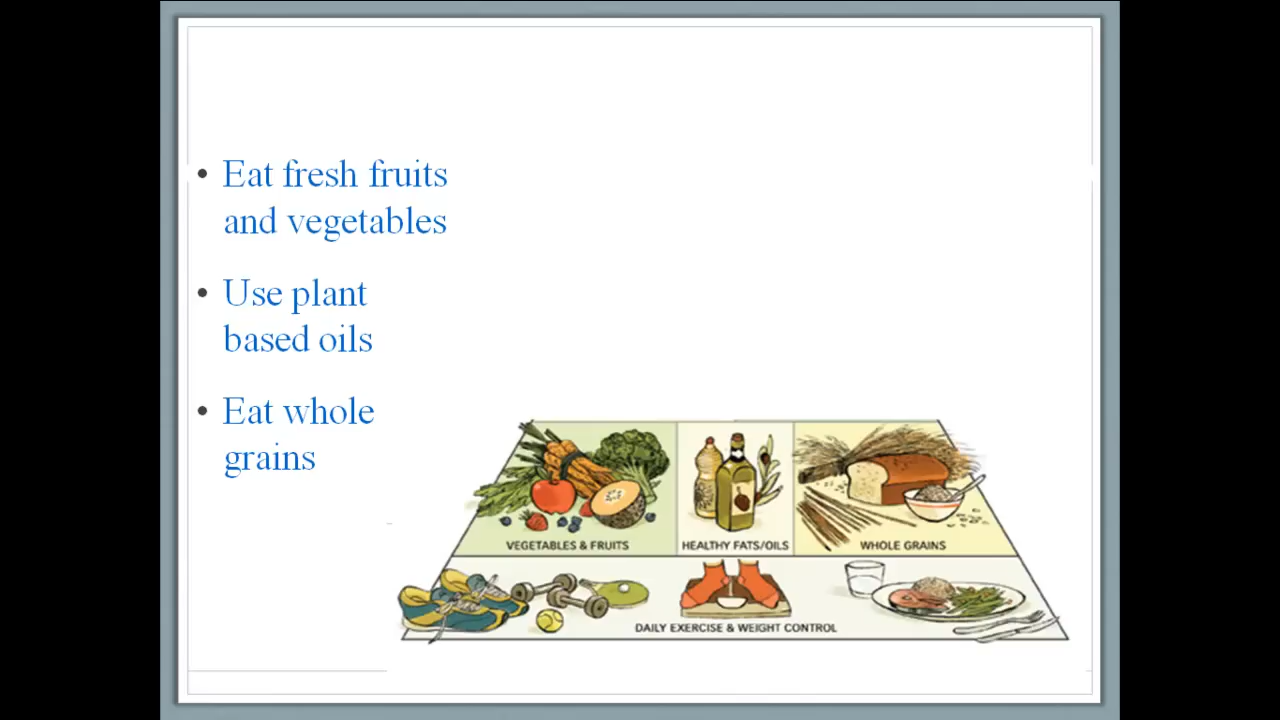 • Eat fresh fruits
and vegetables
• Use plant
based oils
• Eat whole
grains
VEGETABLES & FRUITS
HEALTHY FATS/OILS
WHOLE GRAINS
DAILY EXERCISE & WEIGHT CONTROL